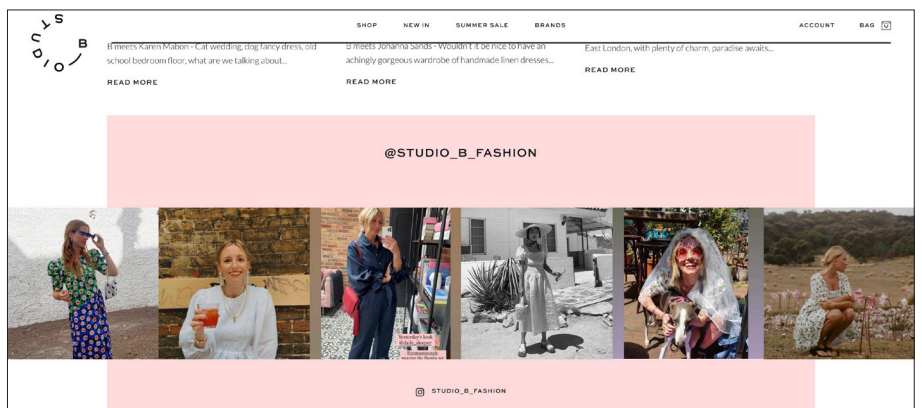 STUDIO B
SHOP NEW IN SUMMER SALE BRANDS ACCOUNT BAG
B meets Karen Mabon - Cat wedding, dog fancy dress, old
school bedroom floor, what are we talking about...
READ MORE
B meets Johanna Sands - Wouldn't it be nice to have an
achingly gorgeous wardrobe of handmade linen dresses...
READ MORE
East London, with plenty of charm, paradise awaits...
READ MORE
@STUDIO_B_FASHION
Yesterday's look
STUDIO_B_FASHION